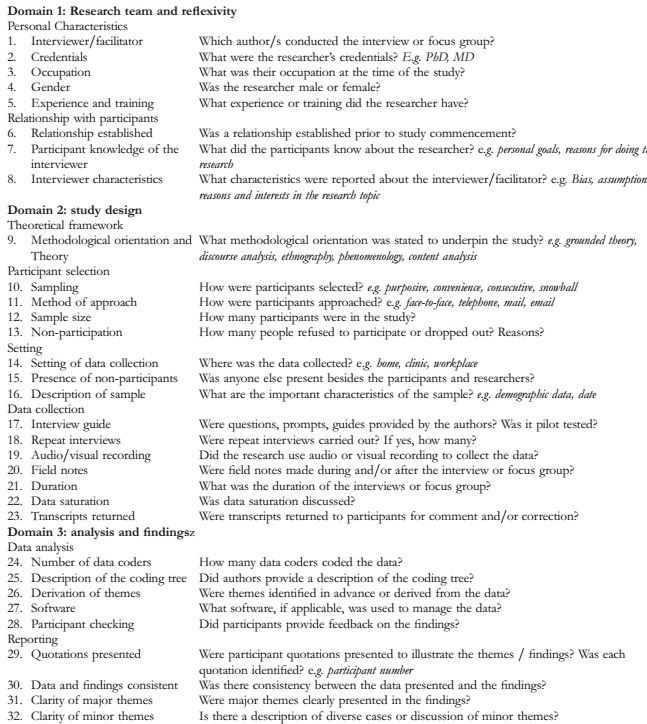 Domain 1: Research team and reflexivity
Personal Characteristics
1. Interviewer/facilitator Which author/s conducted the interview or focus group?
2. Credentials What were the researcher's credentials? E.g. PhD, MD
3. Occupation What was their occupation at the time of the study?
4. Gender Was the researcher male or female?
5. Experience and training What experience or training did the researcher have?
Relationship with participants
6. Relationship established Was a relationship established prior to study commencement?
7. Participant knowledge of the What did the participants know about the researcher? e.g. personal goals, reasons for doing
interviewer research
8. Interviewer characteristics What characteristics were reported about the interviewer/facilitator? e.g. Bias, assumption
reasons and interests in the research topic
Domain 2: study design
Theoretical framework
9. Methodological orientation and What methodological orientation was stated to underpin the study? e.g. grounded theory,
Theory discourse analysis, ethnography, phenomenology, content analysis
Participant selection
10. Sampling How were participants selected? e.g. purposive, convenience, consecutive, snowball
11. Method of approach How were participants approached? e.g. face-to-face, telephone, mail, email
12. Sample size How many participants were in the study?
13. Non-participation How many people refused to participate or dropped out? Reasons?
Setting
14. Setting of data collection Where was the data collected? e.g. home, clinic, workplace
15. Presence of non-participants Was anyone else present besides the participants and researchers?
16. Description of sample What are the important characteristics of the sample? e.g. demographic data, date
Data collection
17. Interview guide Were questions, prompts, guides provided by the authors? Was it pilot tested?
18. Repeat interviews Were repeat interviews carried out? If yes, how many?
19. Audio/visual recording Did the research use audio or visual recording to collect the data?
20. Field notes Were field notes made during and/or after the interview or focus group?
21. Duration What was the duration of the interviews or focus group?
22. Data saturation Was data saturation discussed?
23. Transcripts returned Were transcripts returned to participants for comment and/or correction?
Domain 3: analysis and findingsz
Data analysis
24. Number of data coders How many data coders coded the data?
25. Description of the coding tree Did authors provide a description of the coding tree?
26. Derivation of themes Were themes identified in advance or derived from the data?
27. Software What software, if applicable, was used to manage the data?
28. Participant checking Did participants provide feedback on the findings?
Reporting
29. Quotations presented Were participant quotations presented to illustrate the themes / findings? Was each
quotation identified? e.g. participant number
30. Data and findings consistent Was there consistency between the data presented and the findings?
31. Clarity of major themes Were major themes clearly presented in the findings?
32. Clarity of minor themes Is there a description of diverse cases or discussion of minor themes?